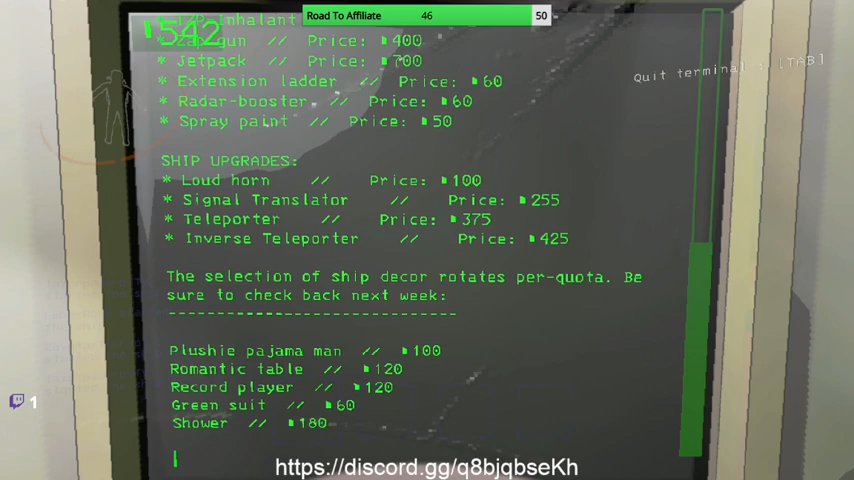 Road To Affiliate 46 50
542
* Zap gun // Price: 400
* Jetpack // Price: 700
* Extension ladder // Price: 60
* Radar-booster // Price: 60
* Spray paint // Price: 50
Quit terminal : [TAB]
SHIP UPGRADES:
* Loud horn // Price: 100
* Signal Translator // Price: 255
* Teleporter // Price: 375
* Inverse Teleporter // Price: 425
The selection of ship decor rotates per-quota. Be
sure to check back next week:
------------------------------
Plushie pajama man // 100
Romantic table // 120
Record player // 120
Green suit // 60
Shower // 180
1
https://discord.gg/q8bjqbseKh